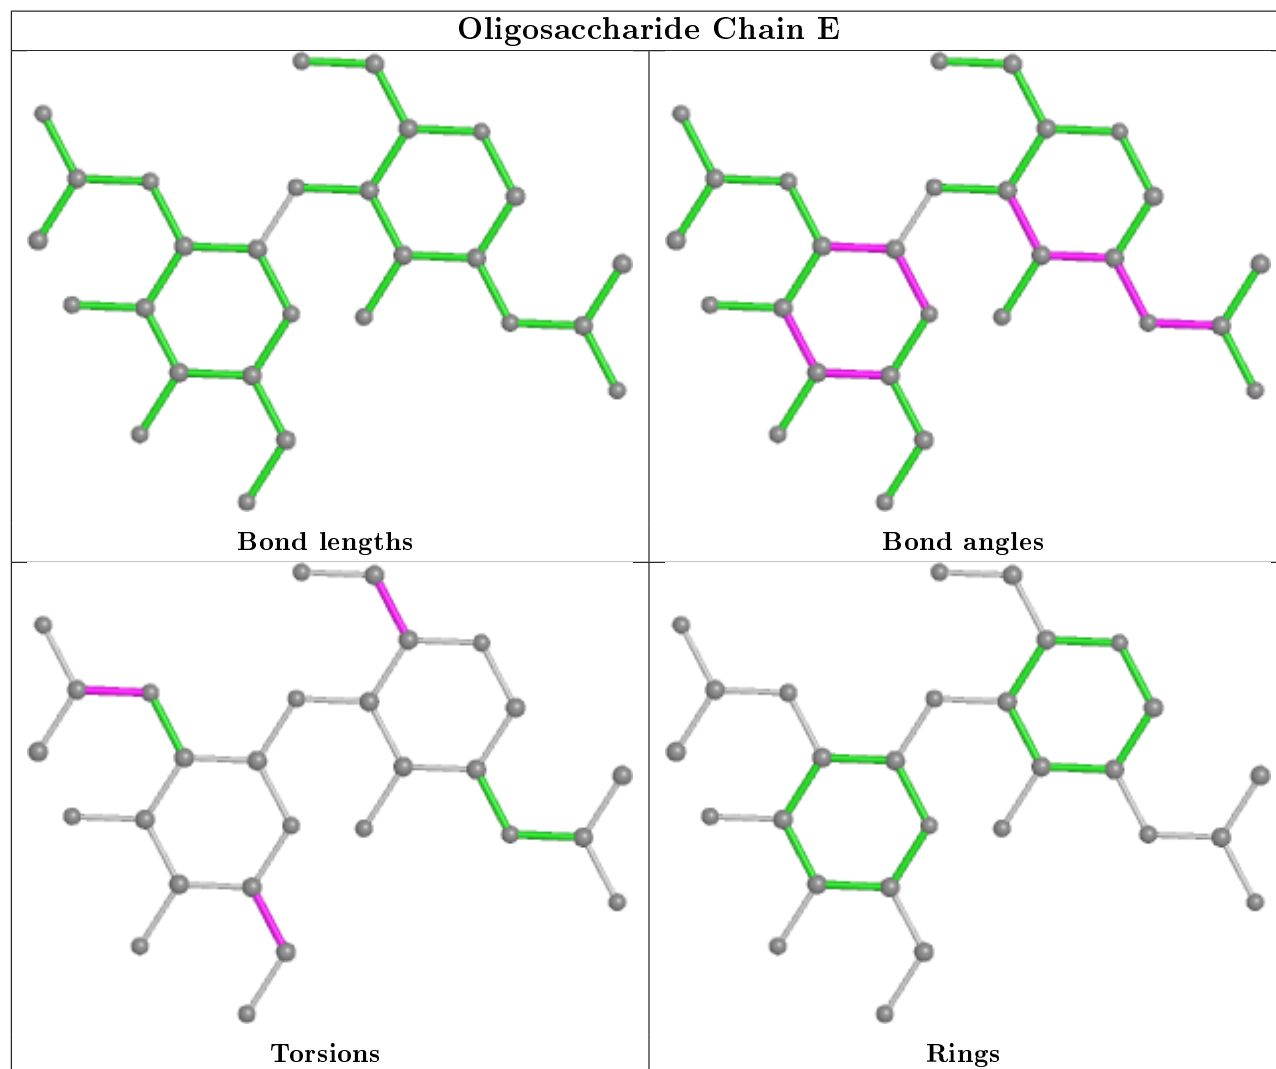 Oligosaccharide Chain E
Bond lengths
Bond angles
Torsions
Rings